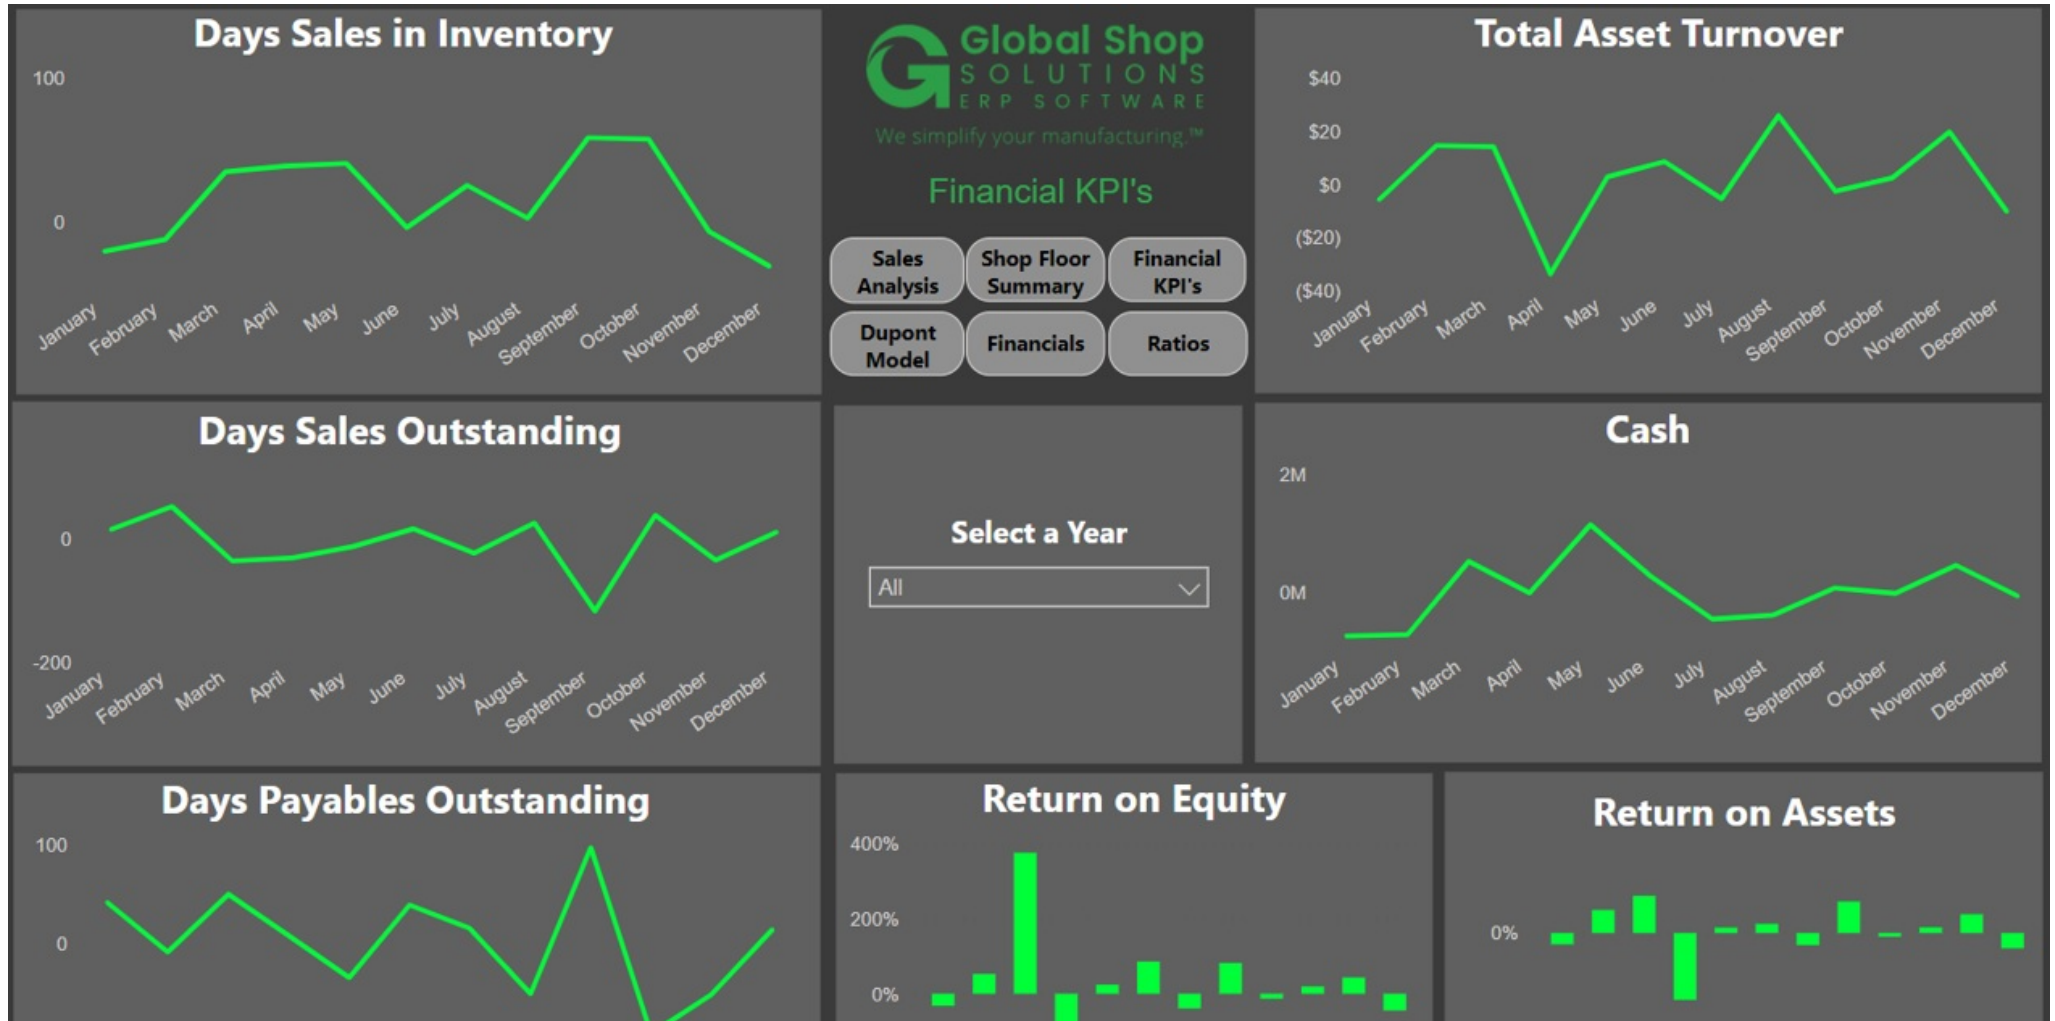 Days Sales in Inventory
100
0
January
February
March
April
May
June
July
August
September
October
November
December
Global Shop
SOLUTIONS
ERP SOFTWARE
We simplify your manufacturing.™
Financial KPI's
Sales
Analysis
Shop Floor
Summary
Financial
KPI's
Dupont
Model
Financials
Ratios
Total Asset Turnover
$40
$20
$0
($20)
($40)
January
February
March
April
May
June
July
August
September
October
November
December
Days Sales Outstanding
0
-200
January
February
March
April
May
June
July
August
September
October
November
December
Select a Year
All
Cash
2M
0M
January
February
March
April
May
June
July
August
September
October
November
December
Days Payables Outstanding
100
0
Return on Equity
400%
200%
0%
Return on Assets
0%